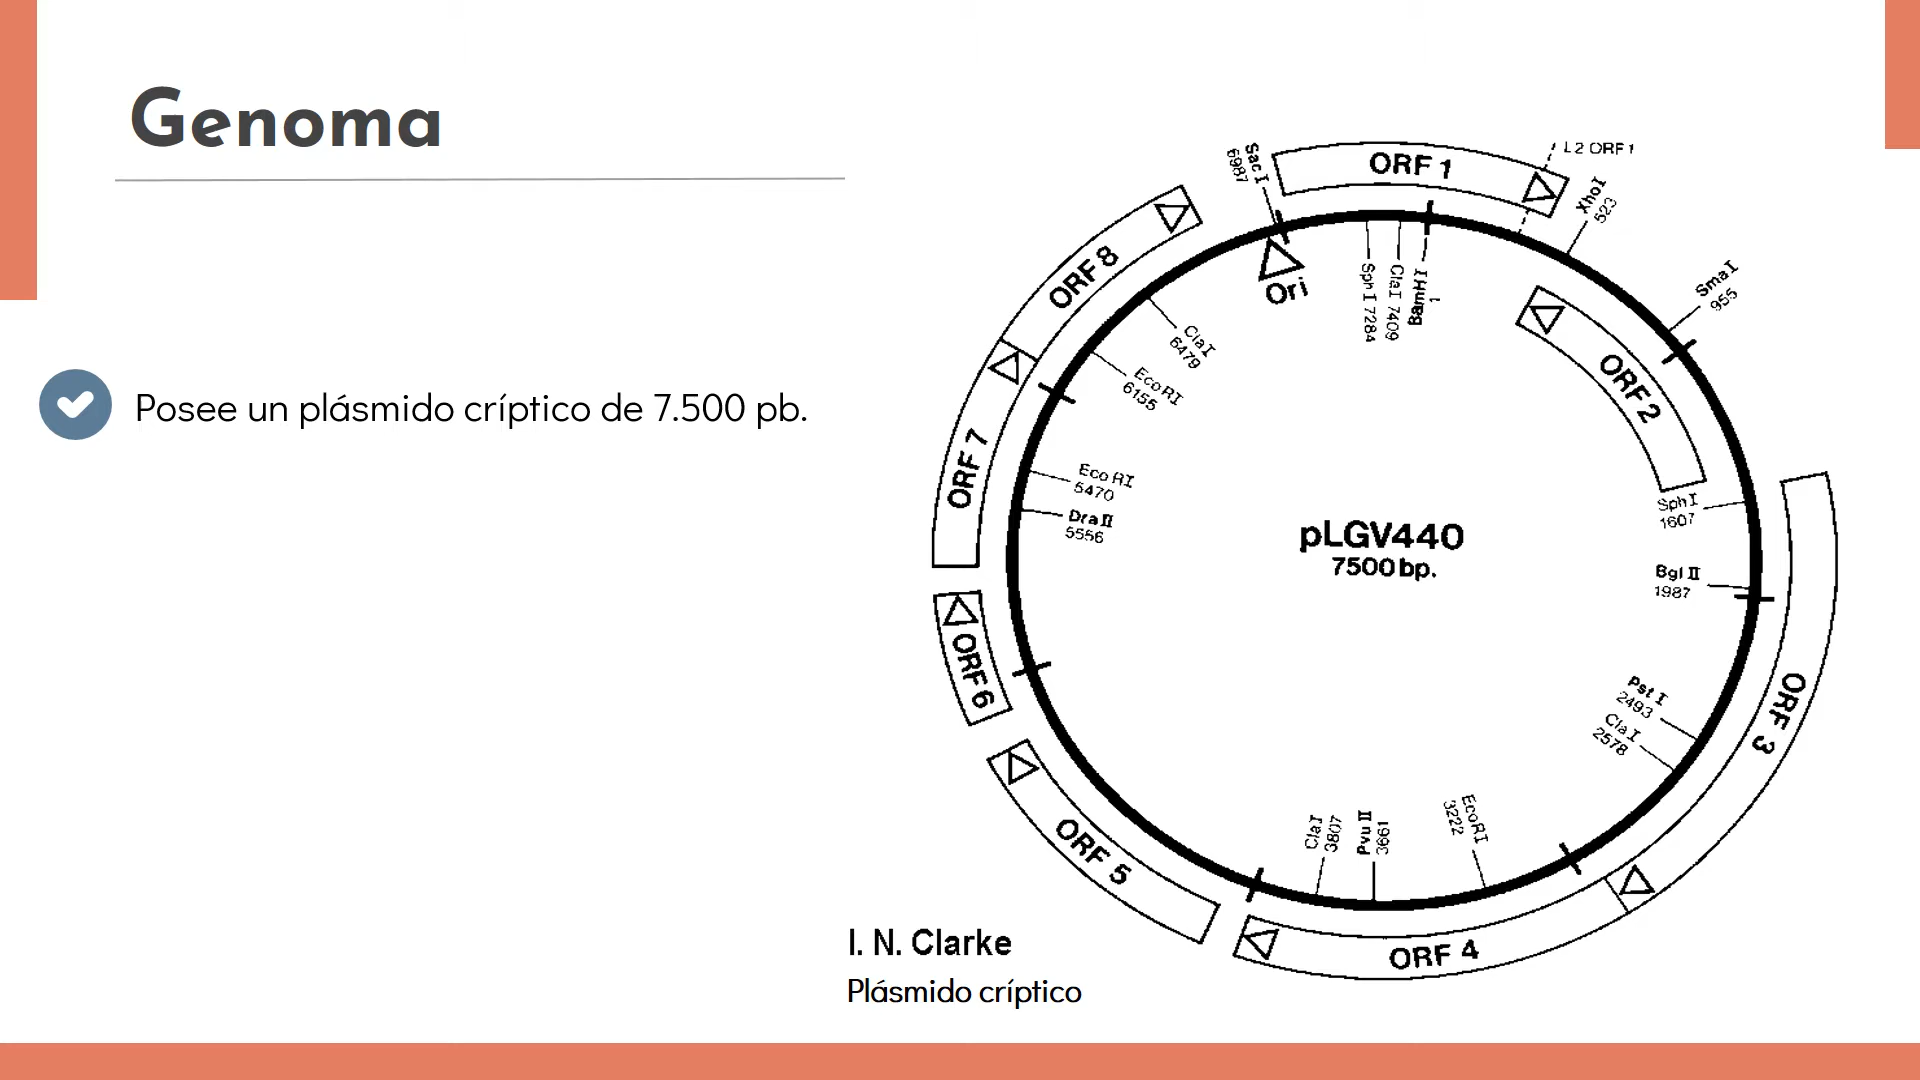 Genoma
Posee un plásmido críptico de 7.500 pb.
Sac I
6987
ORF 1
L2 ORF 1
XhoI
523
Sma I
955
ORF 8
Ori
Sph I 7284
Cla I 7409
BamH I
1
ORF 2
Cla I
6479
Eco RI
6155
ORF 7
Eco RI
5470
Dra II
5556
Sph I
1607
pLGV440
7500 bp.
Bgl II
1987
ORF 6
Pst I
2493
Cla I
2578
ORF 3
ORF 5
Cla I
3807
Pvu II
3661
EcoRI
3222
ORF 4
I. N. Clarke
Plásmido críptico